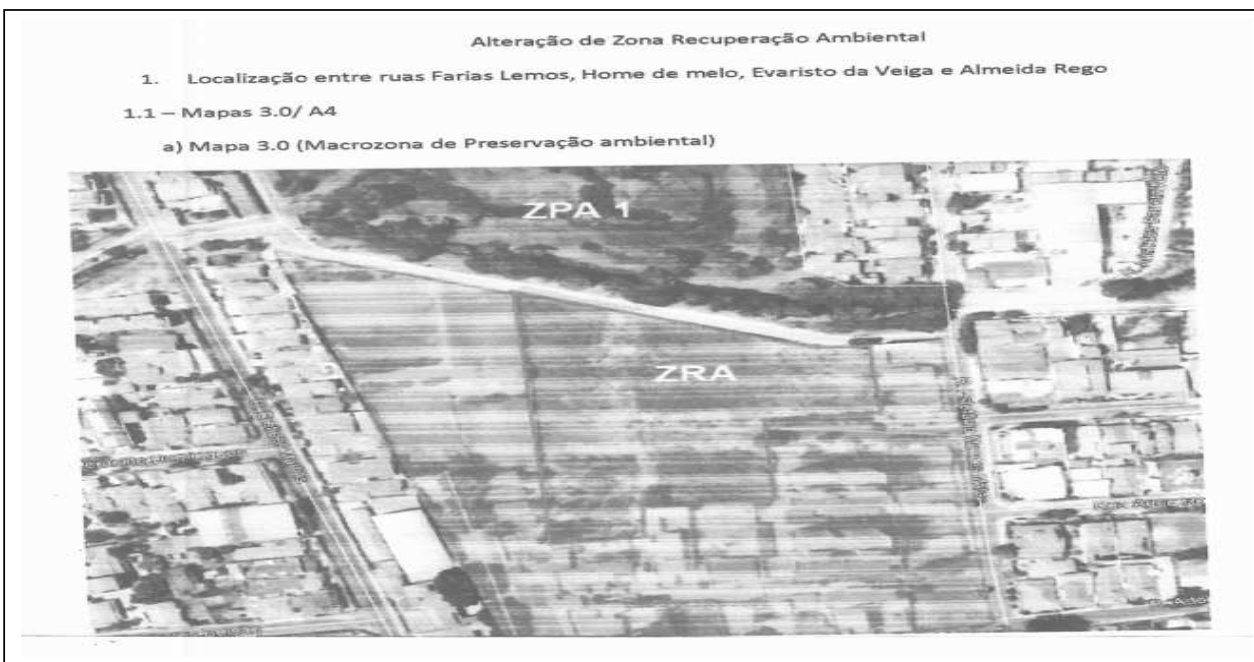 Alteração de Zona Recuperação Ambiental
1. Localização entre ruas Farias Lemos, Home de melo, Evaristo da Veiga e Almeida Rego
1.1 – Mapas 3.0/ A4
a) Mapa 3.0 (Macrozona de Preservação ambiental)
ZPA 1
ZRA